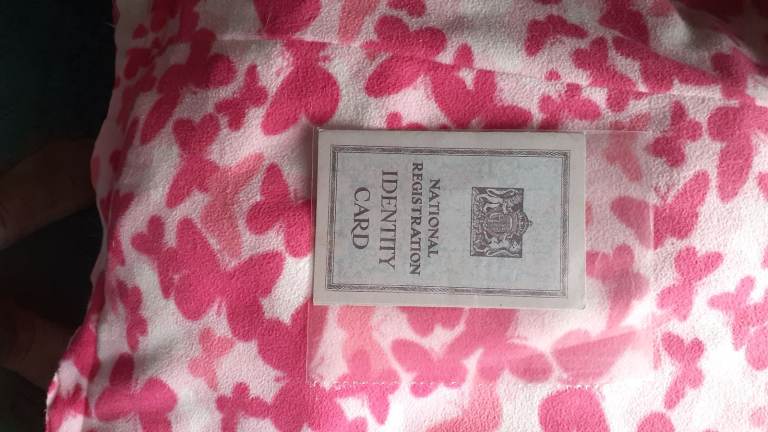 NATIONAL
REGISTRATION
IDENTITY
CARD